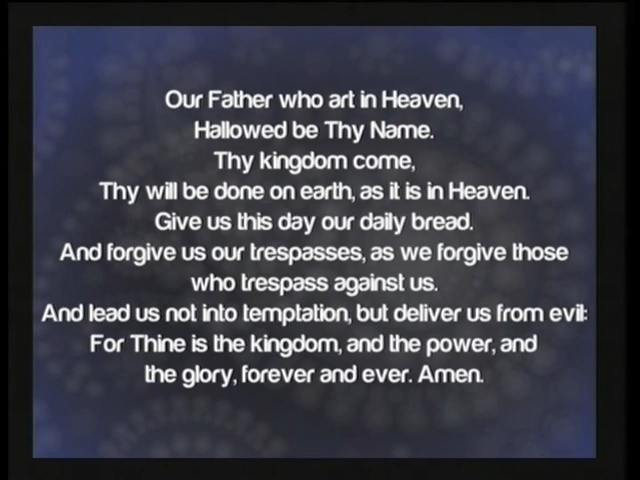 Our Father who art in Heaven,
Hallowed be Thy Name.
Thy kingdom come,
Thy will be done on earth, as it is in Heaven.
Give us this day our daily bread.
And forgive us our trespasses, as we forgive those
who trespass against us.
And lead us not into temptation, but deliver us from evil:
For Thine is the kingdom, and the power, and
the glory, forever and ever. Amen.